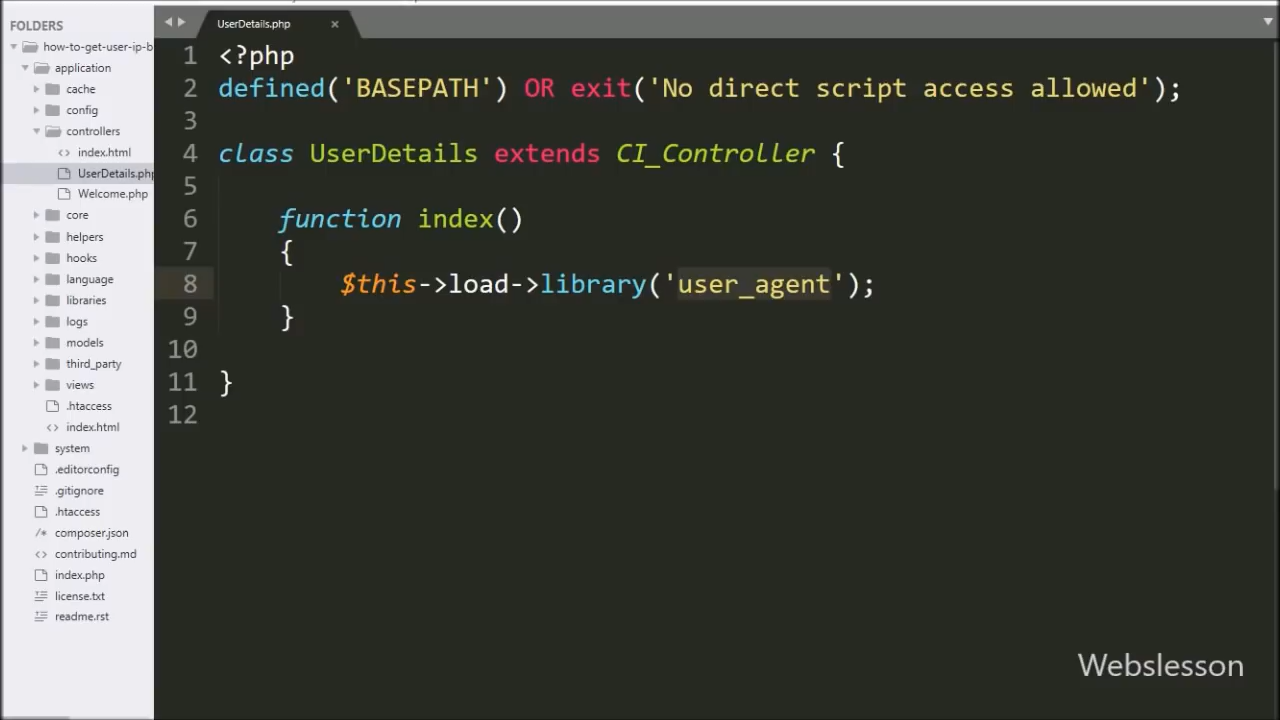 FOLDERS
how-to-get-user-ip-b
application
cache
config
controllers
index.html
UserDetails.php
Welcome.php
core
helpers
hooks
language
libraries
logs
models
third_party
views
.htaccess
index.html
system
.editorconfig
.gitignore
.htaccess
composer.json
contributing.md
index.php
license.txt
readme.rst
UserDetails.php ×
1 <?php
2 defined('BASEPATH') OR exit('No direct script access allowed');
3
4 class UserDetails extends CI_Controller {
5
6 function index()
7 {
8 $this->load->library('user_agent');
9 }
10
11 }
12
Webslesson